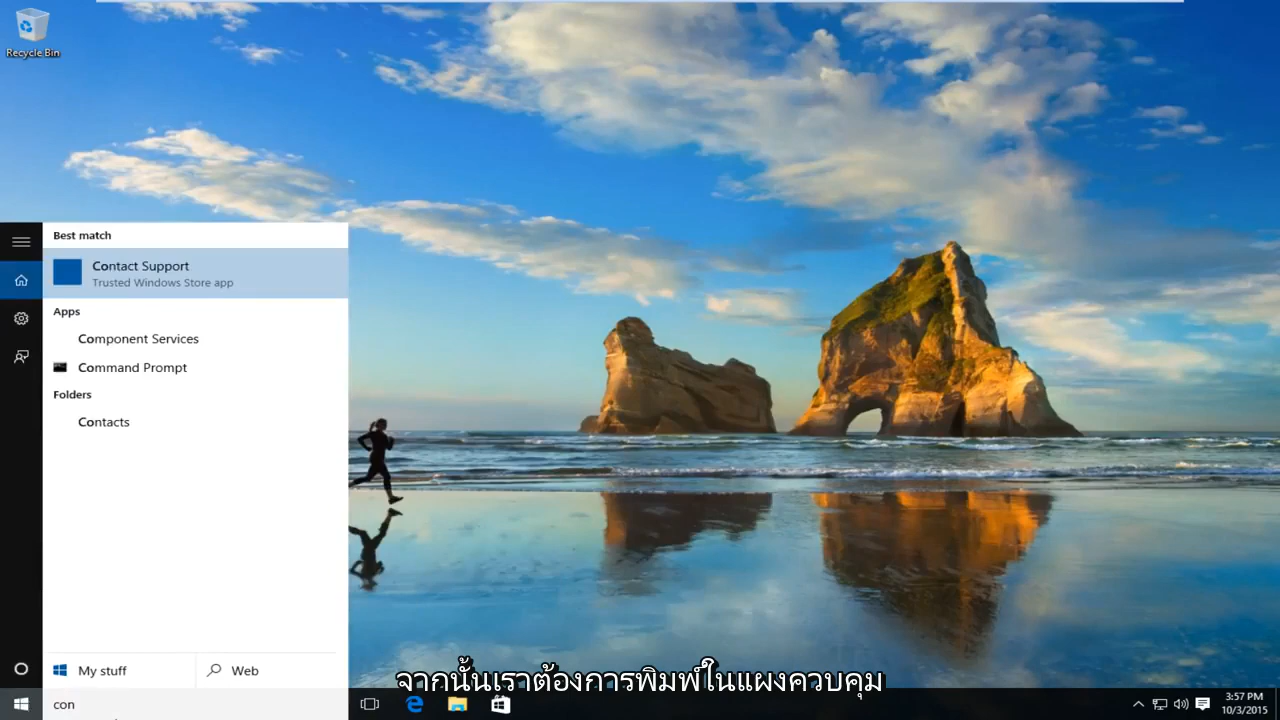 Recycle Bin
Best match
Contact Support
Trusted Windows Store app
Apps
Component Services
Command Prompt
Folders
Contacts
My stuff
Web
จากนั้นเราต้องการพิมพ์ในแผงควบคุม
con
3:57 PM
10/3/2015